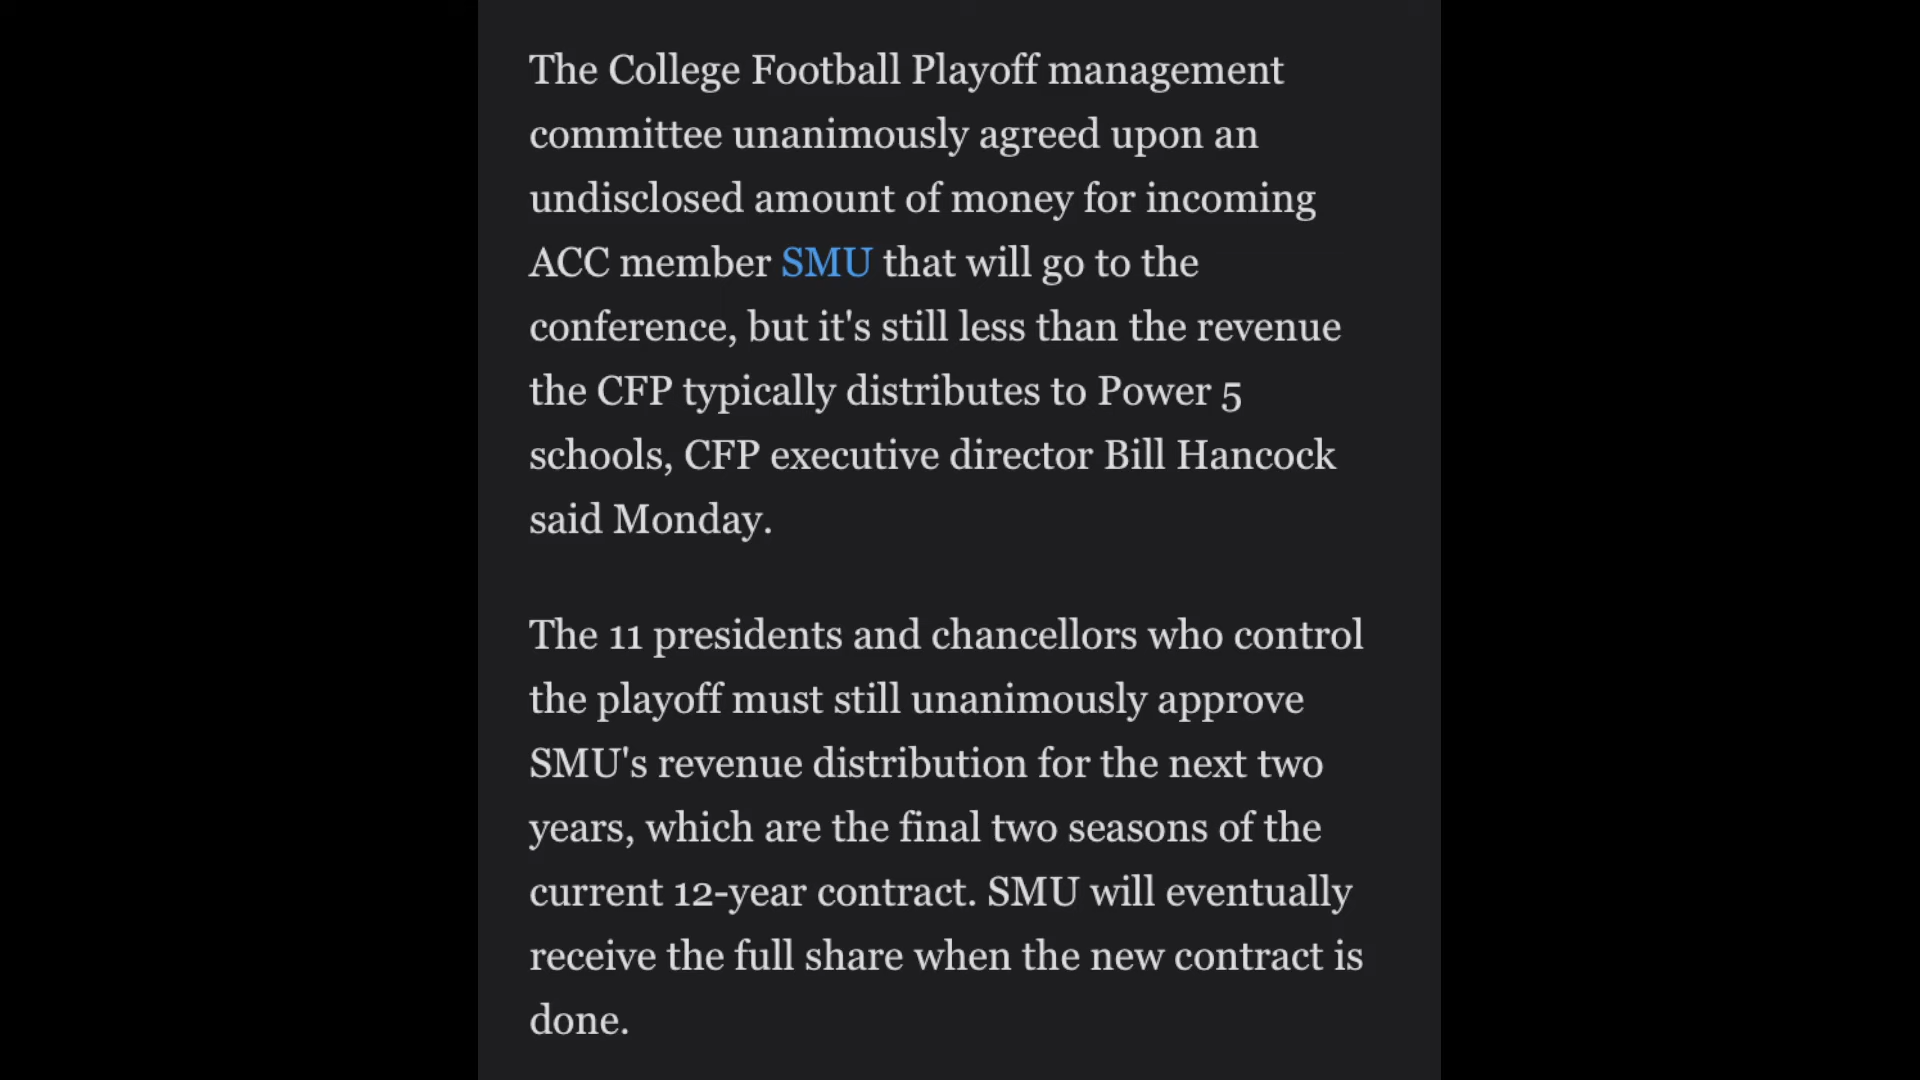 The College Football Playoff management
committee unanimously agreed upon an
undisclosed amount of money for incoming
ACC member SMU that will go to the
conference, but it's still less than the revenue
the CFP typically distributes to Power 5
schools, CFP executive director Bill Hancock
said Monday.
The 11 presidents and chancellors who control
the playoff must still unanimously approve
SMU's revenue distribution for the next two
years, which are the final two seasons of the
current 12-year contract. SMU will eventually
receive the full share when the new contract is
done.